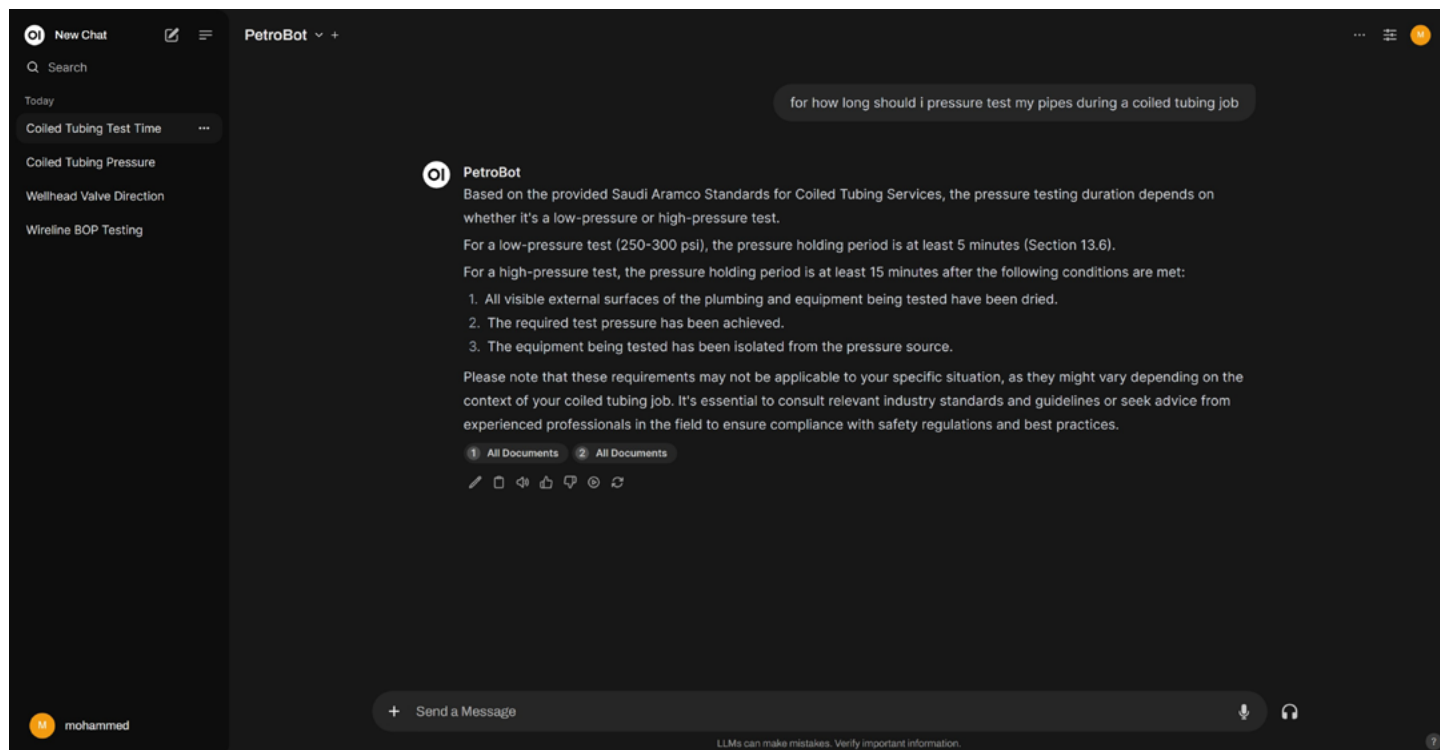 OI New Chat
Search
Today
Coiled Tubing Test Time
Coiled Tubing Pressure
Wellhead Valve Direction
Wireline BOP Testing
M mohammed
PetroBot
M
for how long should i pressure test my pipes during a coiled tubing job
OI PetroBot
Based on the provided Saudi Aramco Standards for Coiled Tubing Services, the pressure testing duration depends on
whether it's a low-pressure or high-pressure test.
For a low-pressure test (250-300 psi), the pressure holding period is at least 5 minutes (Section 13.6).
For a high-pressure test, the pressure holding period is at least 15 minutes after the following conditions are met:
1. All visible external surfaces of the plumbing and equipment being tested have been dried.
2. The required test pressure has been achieved.
3. The equipment being tested has been isolated from the pressure source.
Please note that these requirements may not be applicable to your specific situation, as they might vary depending on the
context of your coiled tubing job. It's essential to consult relevant industry standards and guidelines or seek advice from
experienced professionals in the field to ensure compliance with safety regulations and best practices.
1 All Documents 2 All Documents
+ Send a Message
LLMs can make mistakes. Verify important information.
?